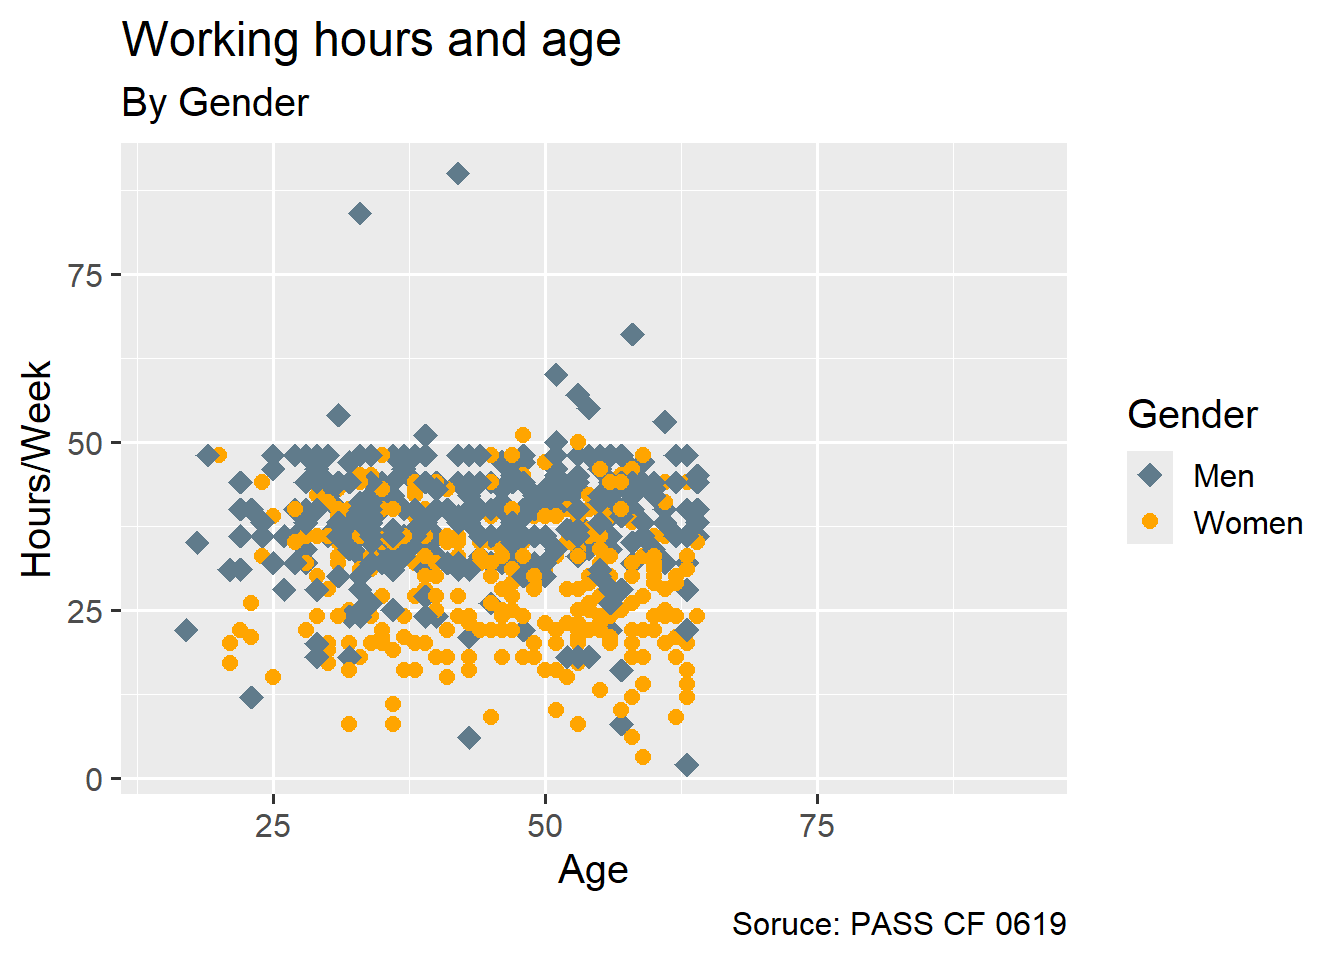 Working hours and age
By Gender
75
50
25
0
Hours/Week
25 50 75
Age
Gender
Men
Women
Soruce: PASS CF 0619